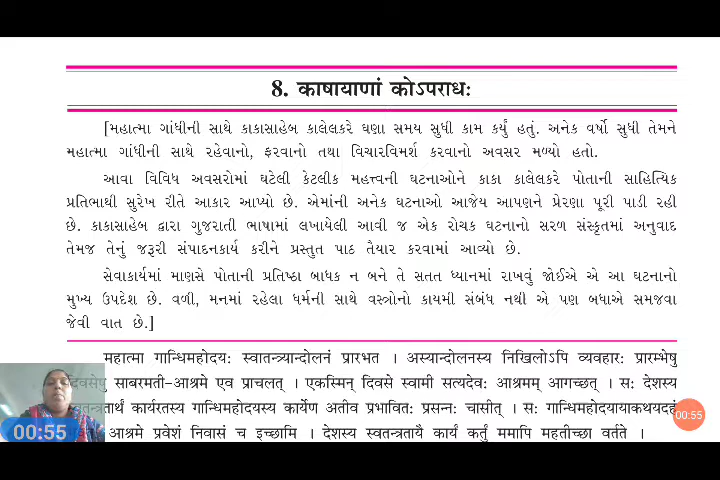 8. काषायाणां कोऽपराधः
[મહાત્મા ગાંધીની સાથે કાકાસાહેબ કાલેલકરે ઘણા સમય સુધી કામ કર્યું હતું. અનેક વર્ષો સુધી તેમને
મહાત્મા ગાંધીની સાથે રહેવાનો, ફરવાનો તથા વિચારવિમર્શ કરવાનો અવસર મળ્યો હતો.
આવા વિવિધ અવસરોમાં ઘટેલી કેટલીક મહત્ત્વની ઘટનાઓને કાકા કાલેલકરે પોતાની સાહિત્યિક
પ્રતિભાથી સુરેખ રીતે આકાર આપ્યો છે. એમાંની અનેક ઘટનાઓ આજેય આપણને પ્રેરણા પૂરી પાડી રહી
છે. કાકાસાહેબ દ્વારા ગુજરાતી ભાષામાં લખાયેલી આવી જ એક રોચક ઘટનાનો સરળ સંસ્કૃતમાં અનુવાદ
તેમજ તેનું જરૂરી સંપાદનકાર્ય કરીને પ્રસ્તુત પાઠ તૈયાર કરવામાં આવ્યો છે.
સેવાકાર્યમાં માણસે પોતાની પ્રતિષ્ઠા બાધક ન બને તે સતત ધ્યાનમાં રાખવું જોઈએ એ આ ઘટનાનો
મુખ્ય ઉપદેશ છે. વળી, મનમાં રહેલા ધર્મની સાથે વસ્ત્રોનો કાયમી સંબંધ નથી એ પણ બધાએ સમજવા
જેવી વાત છે.]
महात्मा गान्धिमहोदयः स्वातन्त्र्यान्दोलनं प्रारभत । अस्यान्दोलनस्य निखिलोऽपि व्यवहारः प्रारम्भेषु
दिवसेषु साबरमती-आश्रमे एव प्राचलत् । एकस्मिन् दिवसे स्वामी सत्यदेवः आश्रमम् आगच्छत् । सः देशस्य
कार्यरतस्य गान्धिमहोदयस्य कार्येण अतीव प्रभावितः प्रसन्नः चासीत् । सः गान्धिमहोदयायाकथयदहं
00:55
00:55 आश्रमे प्रवेशं निवासं च इच्छामि । देशस्य स्वतन्त्रतायै कार्यं कर्तुं ममापि महतीच्छा वर्तते ।